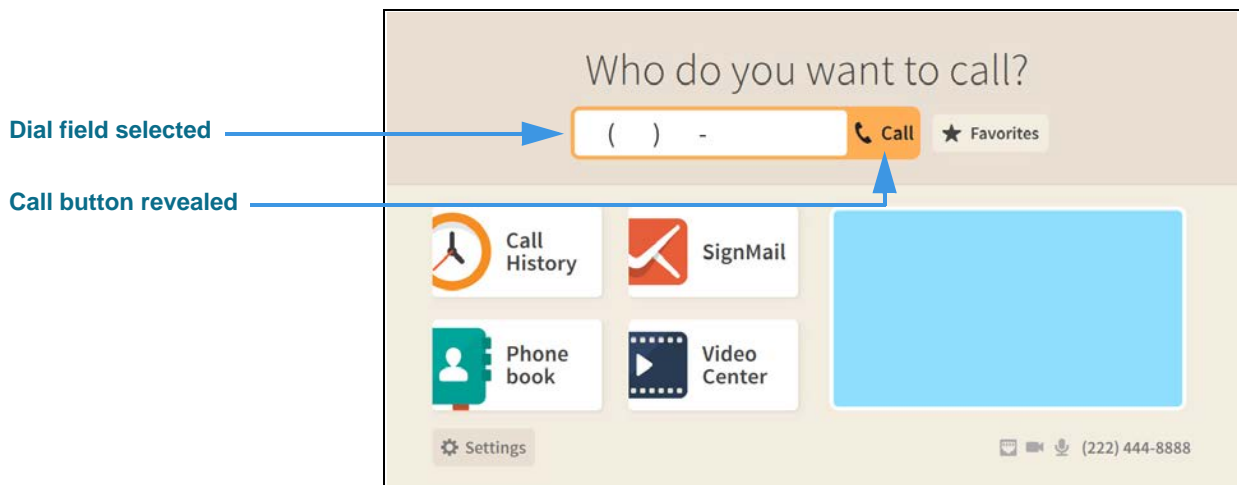 Who do you want to call?
Dial field selected
( ) -
Call
Favorites
Call button revealed
Call
History
SignMail
Phone
book
Video
Center
Settings
(222) 444-8888